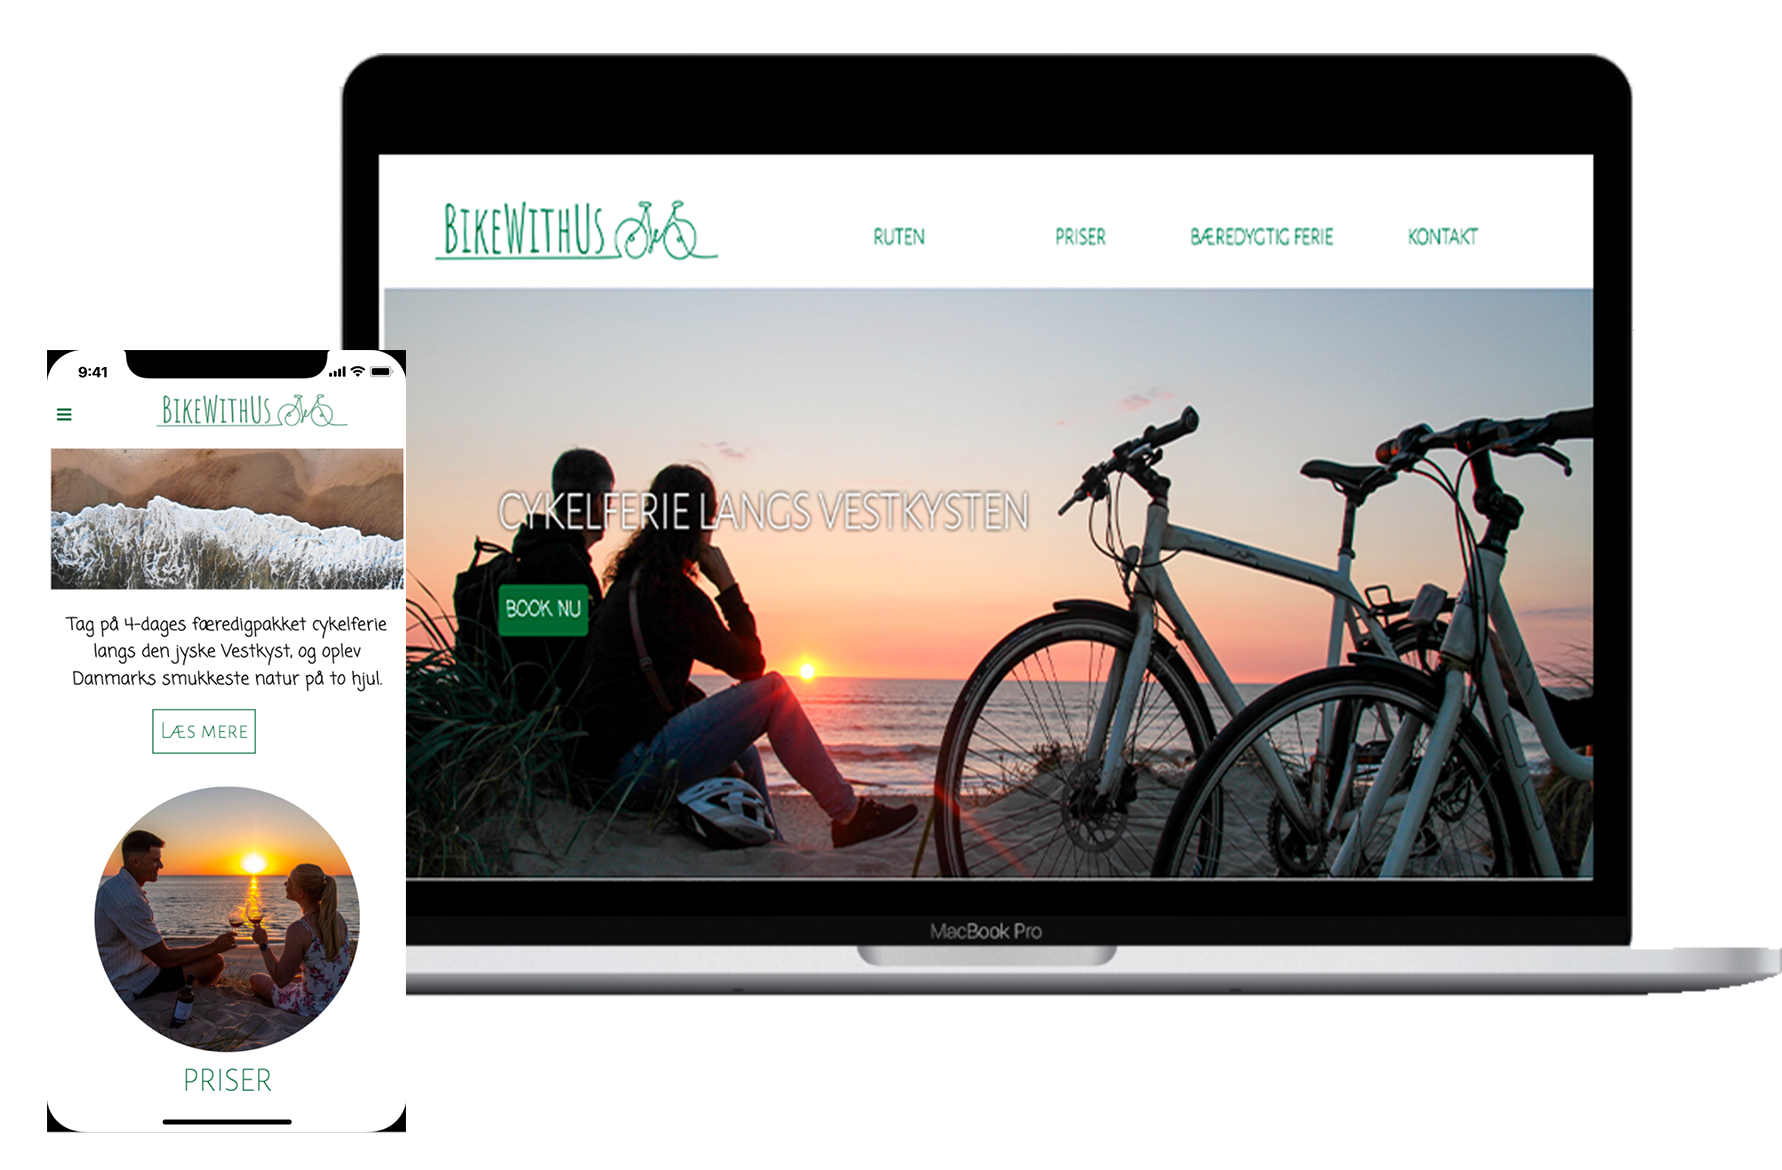 BIKEWITHUS
RUTEN
PRISER
BÆREDYGTIG FERIE
KONTAKT
CYKELFERIE LANGS VESTKYSTEN
BOOK NU
MacBook Pro
9:41
BIKEWITHUS
Tag på 4-dages færedigpakket cykelferie
langs den jyske Vestkyst, og oplev
Danmarks smukkeste natur på to hjul.
LÆS MERE
PRISER